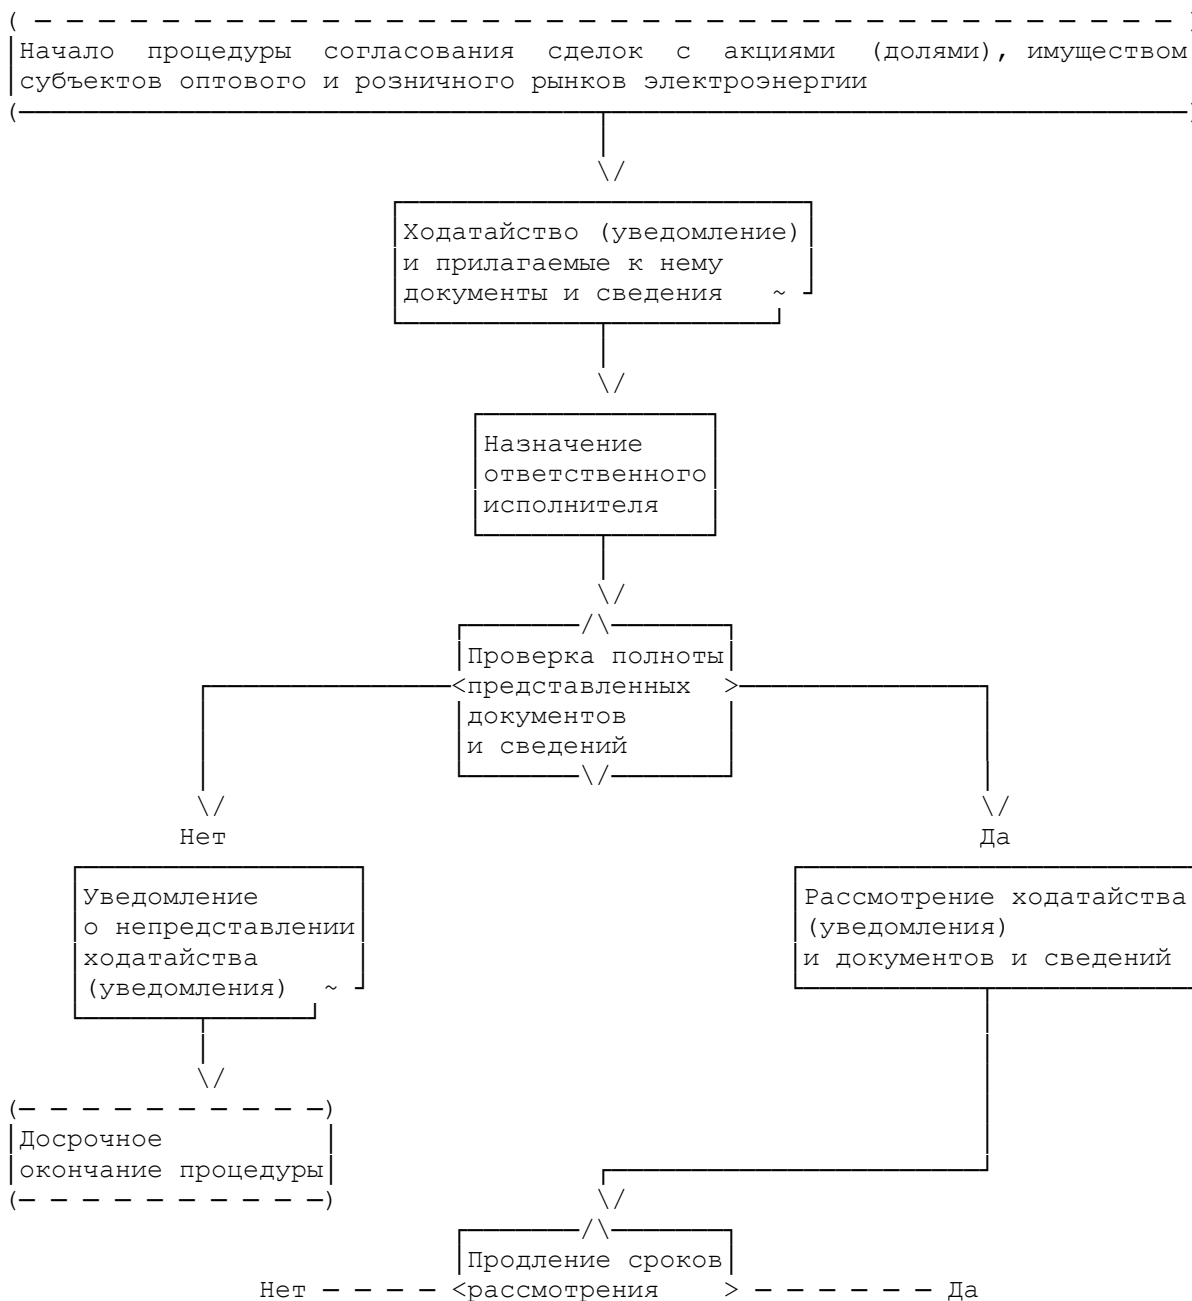 Начало процедуры согласования сделок с акциями (долями), имуществом
субъектов оптового и розничного рынков электроэнергии
Ходатайство (уведомление)
и прилагаемые к нему
документы и сведения
Назначение
ответственного
исполнителя
Проверка полноты
представленных
документов
и сведений
Нет
Да
Уведомление
о непредставлении
ходатайства
(уведомления)
Рассмотрение ходатайства
(уведомления)
и документов и сведений
Досрочное
окончание процедуры
Продление сроков
Нет рассмотрения Да